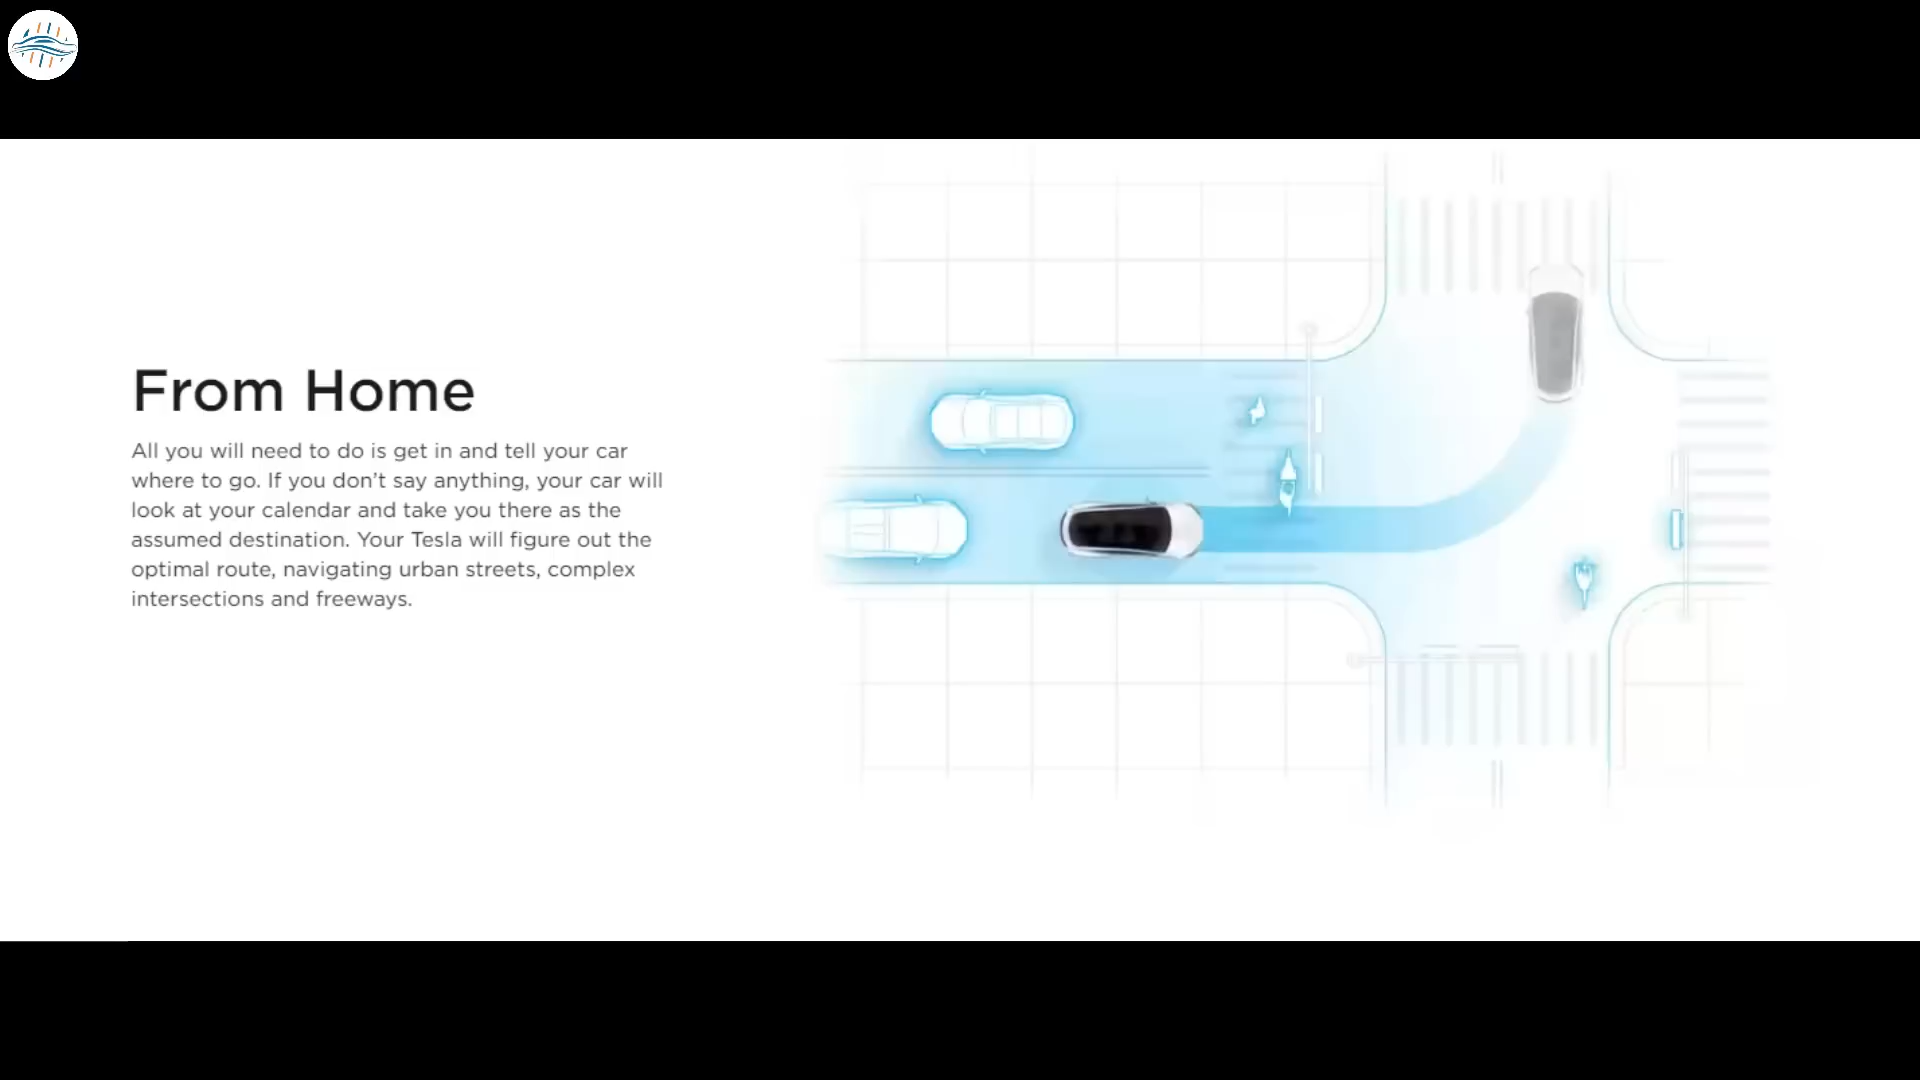 From Home
All you will need to do is get in and tell your car
where to go. If you don’t say anything, your car will
look at your calendar and take you there as the
assumed destination. Your Tesla will figure out the
optimal route, navigating urban streets, complex
intersections and freeways.